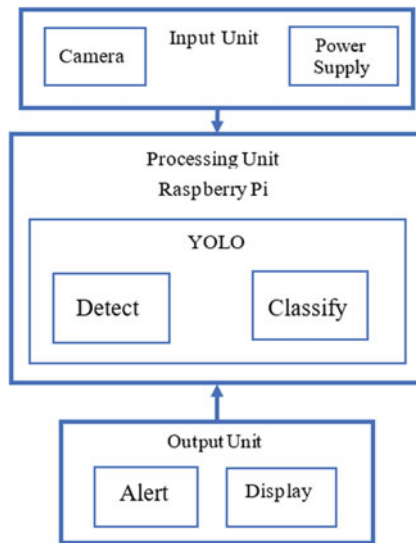 Input Unit
Camera
Power
Supply
Processing Unit
Raspberry Pi
YOLO
Detect
Classify
Output Unit
Alert
Display